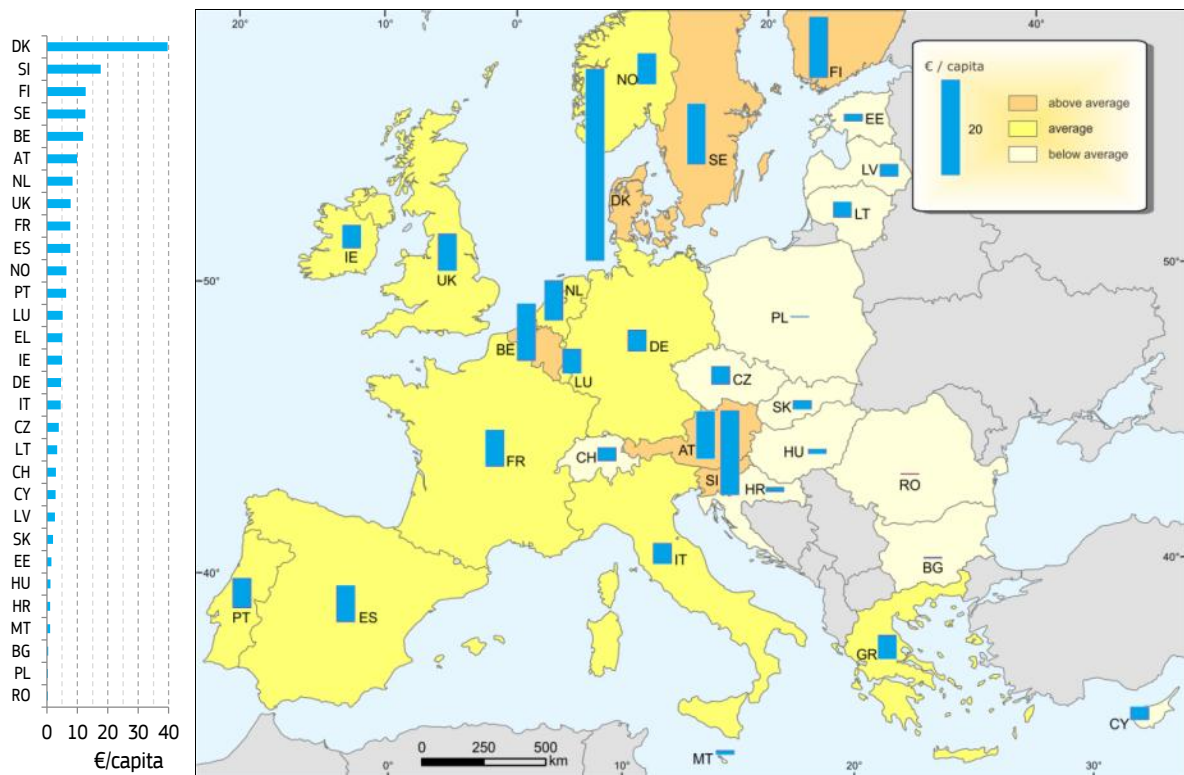 DK
SI
FI
SE
BE
AT
NL
UK
FR
ES
NO
PT
LU
EL
IE
DE
IT
CZ
LT
CH
CY
LV
SK
EE
HU
HR
MT
BG
PL
RO
0 10 20 30 40
€/capita
20° 0° 20° 40°
50°
40°
50°
40°
0° 10° 20° 30°
€ / capita
20
above average
average
below average
NO
FI
SE
EE
LV
LT
DK
IE
UK
NL
BE
LU
DE
PL
CZ
SK
AT
HU
CH
SI
HR
RO
FR
IT
BG
PT
ES
GR
CY
MT
0 250 500
km